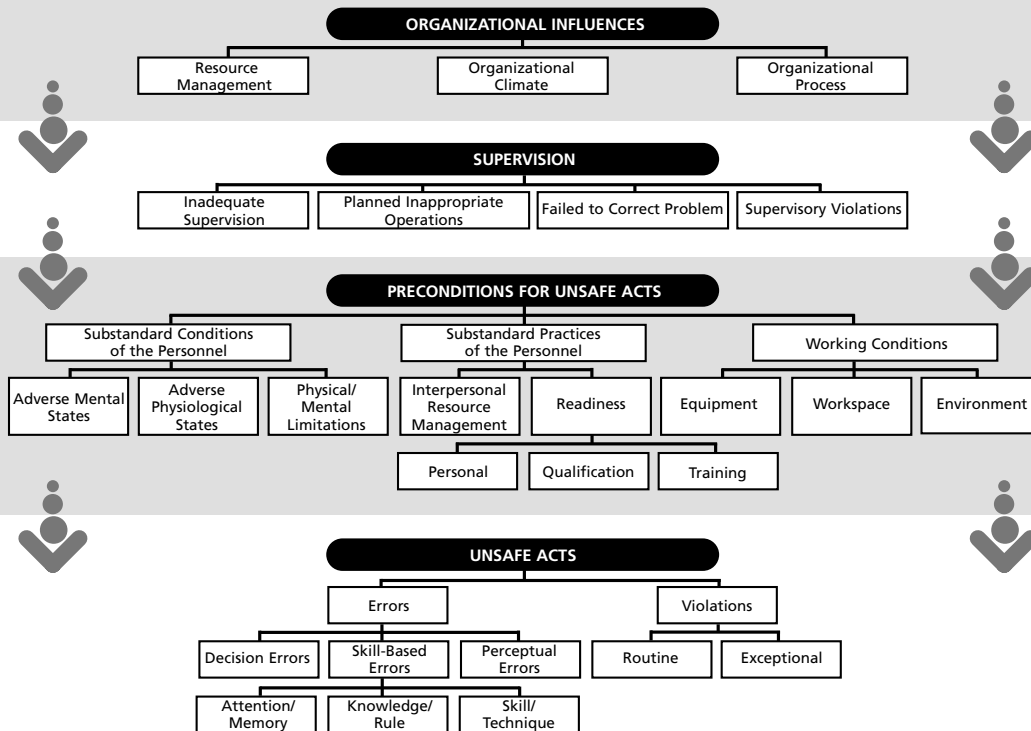 ORGANIZATIONAL INFLUENCES
Resource
Management
Organizational
Climate
Organizational
Process
SUPERVISION
Inadequate
Supervision
Planned Inappropriate
Operations
Failed to Correct Problem
Supervisory Violations
PRECONDITIONS FOR UNSAFE ACTS
Substandard Conditions
of the Personnel
Substandard Practices
of the Personnel
Working Conditions
Adverse Mental
States
Adverse
Physiological
States
Physical/
Mental
Limitations
Interpersonal
Resource
Management
Readiness
Equipment
Workspace
Environment
Personal
Qualification
Training
UNSAFE ACTS
Errors
Violations
Decision Errors
Skill-Based
Errors
Perceptual
Errors
Routine
Exceptional
Attention/
Memory
Knowledge/
Rule
Skill/
Technique